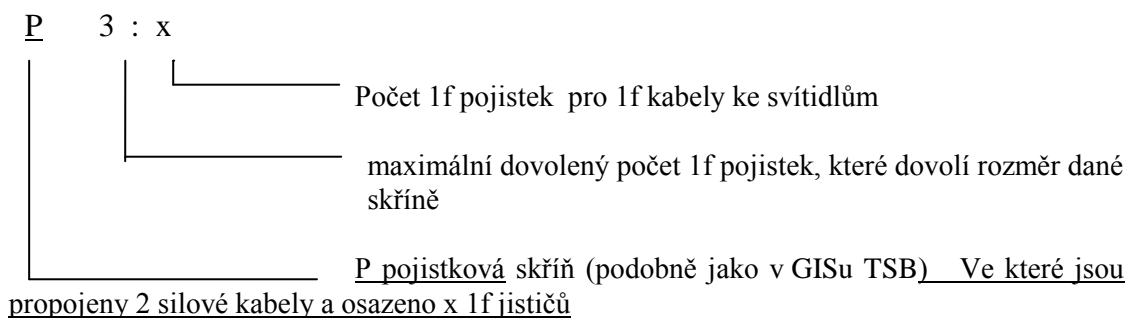 P 3 : x
Počet 1f pojistek pro 1f kabely ke svítidlům
maximální dovolený počet 1f pojistek, které dovolí rozměr dané
skříně
P pojistková skříň (podobně jako v GISu TSB) Ve které jsou
propojeny 2 silové kabely a osazeno x 1f jističů